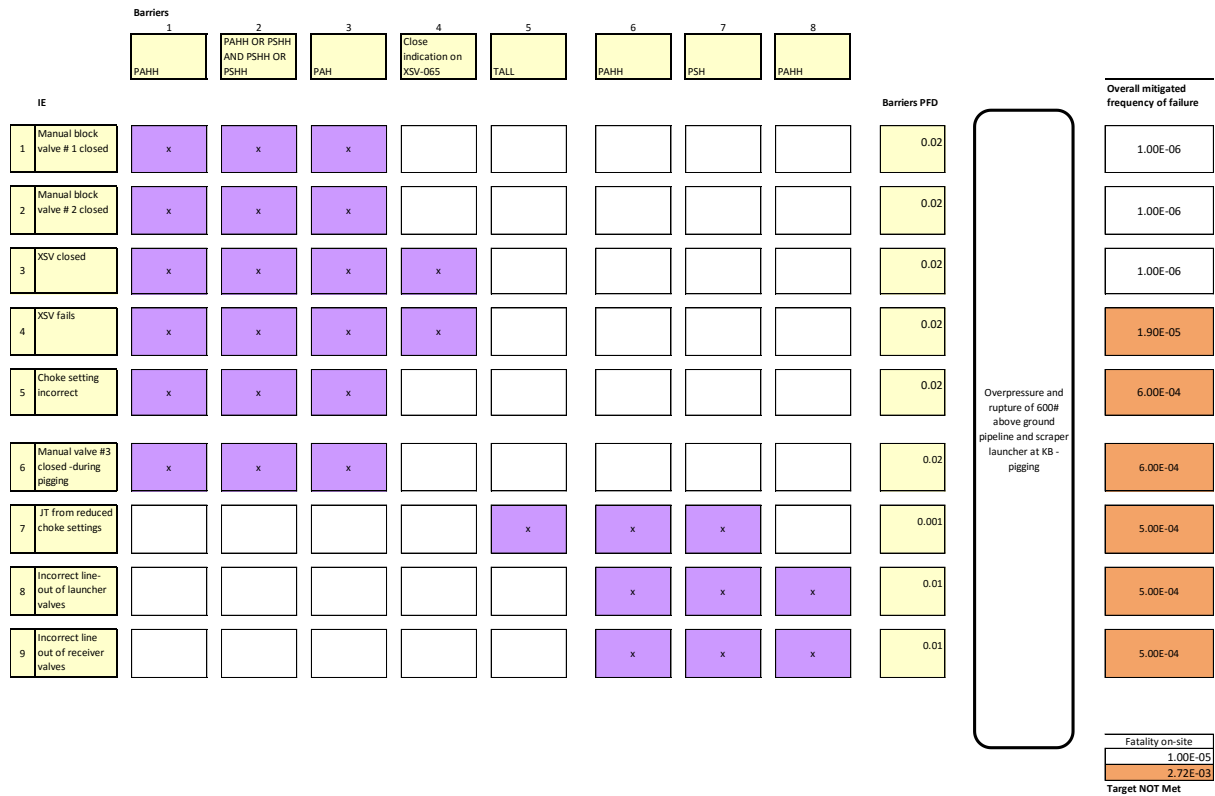 Barriers
1 2 3 4 5 6 7 8
PAHH
PAHH OR PSHH
AND PSHH OR
PSHH
PAH
Close
indication on
XSV-065
TALL
PAHH
PSH
PAHH
IE
Barriers PFD
Overall mitigated
frequency of failure
1
Manual block
valve # 1 closed
x x x
0.02
1.00E-06
2
Manual block
valve # 2 closed
x x x
0.02
1.00E-06
3
XSV closed
x x x x
0.02
1.00E-06
4
XSV fails
x x x x
0.02
1.90E-05
5
Choke setting
incorrect
x x x
0.02
6.00E-04
6
Manual valve #3
closed -during
pigging
x x x
0.02
6.00E-04
7
JT from reduced
choke settings
x x x
0.001
5.00E-04
8
Incorrect line-
out of launcher
valves
x x x
0.01
5.00E-04
9
Incorrect line
out of receiver
valves
x x x
0.01
5.00E-04
Overpressure and
rupture of 600#
above ground
pipeline and scraper
launcher at KB -
pigging
Fatality on-site
1.00E-05
2.72E-03
Target NOT Met